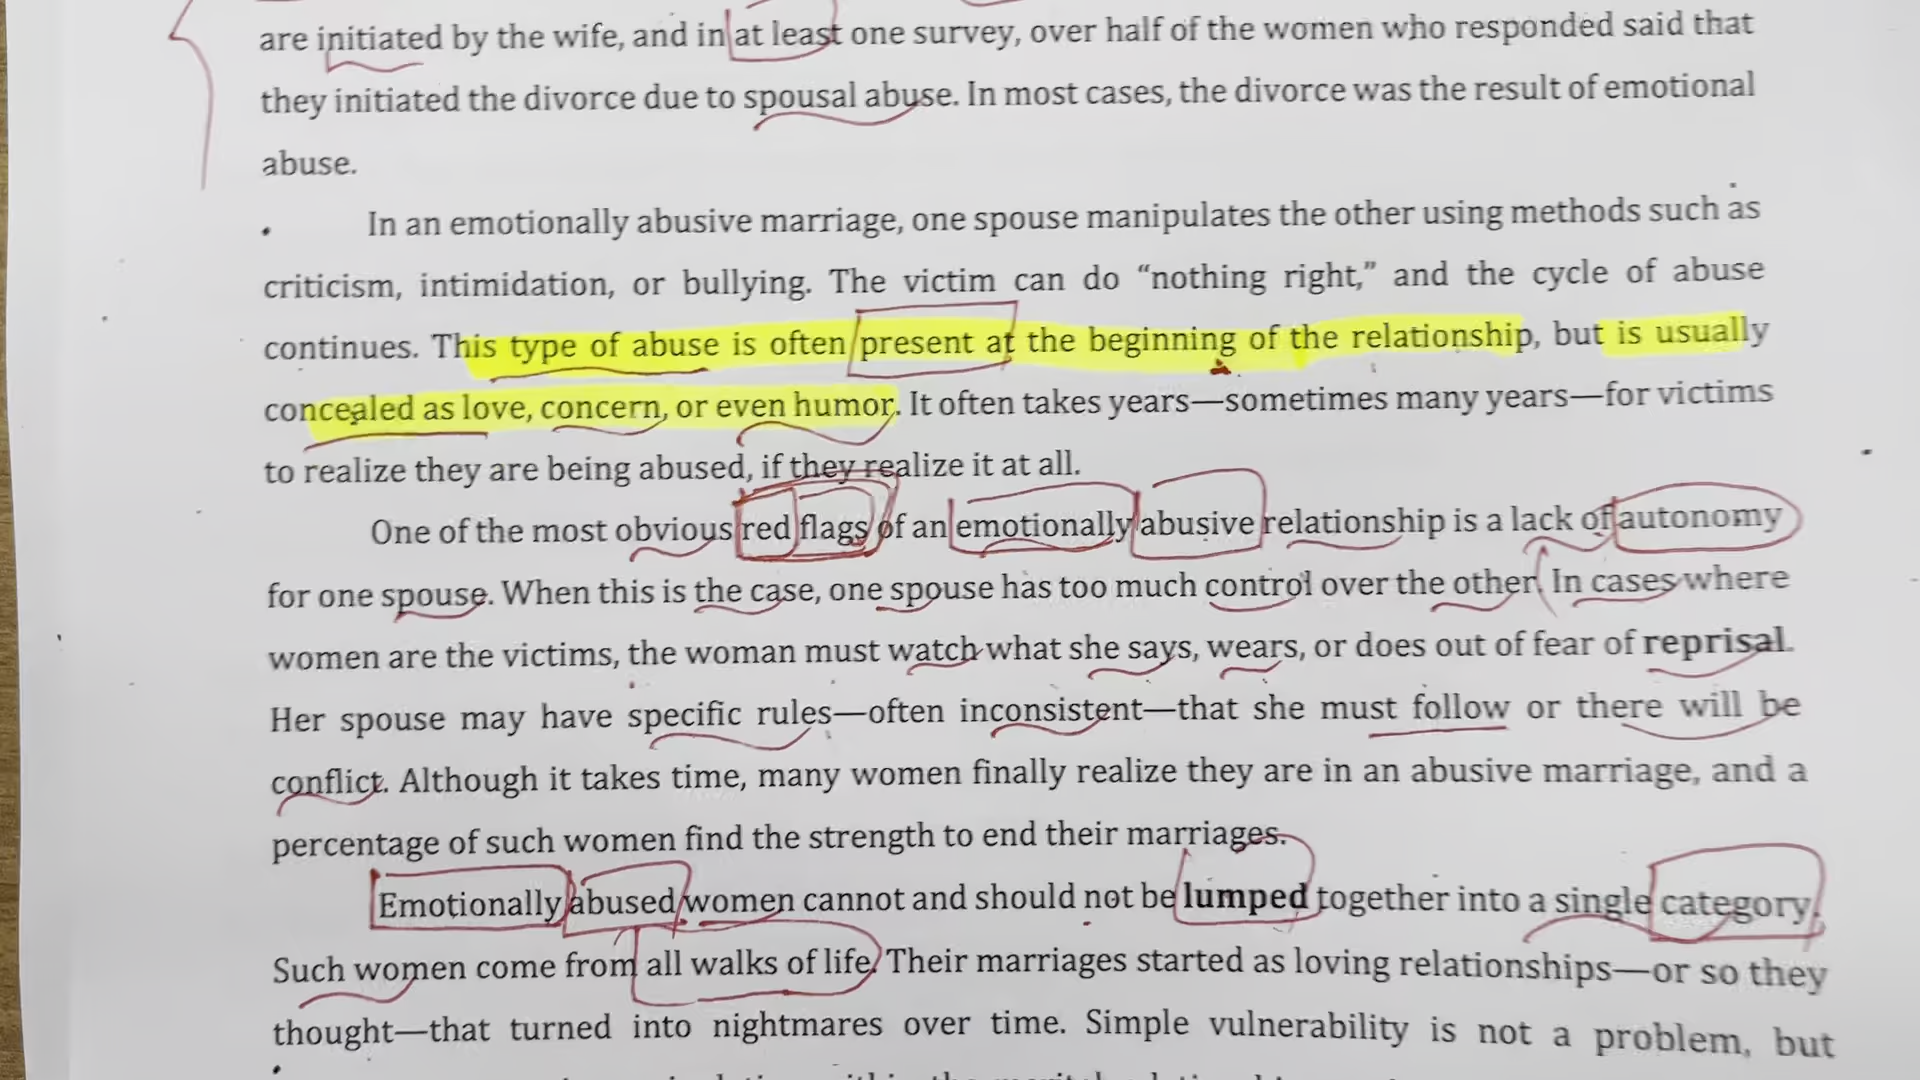 are initiated by the wife, and in at least one survey, over half of the women who responded said that
they initiated the divorce due to spousal abuse. In most cases, the divorce was the result of emotional
abuse.
In an emotionally abusive marriage, one spouse manipulates the other using methods such as
criticism, intimidation, or bullying. The victim can do “nothing right,” and the cycle of abuse
continues. This type of abuse is often present at the beginning of the relationship, but is usually
concealed as love, concern, or even humor. It often takes years—sometimes many years—for victims
to realize they are being abused, if they realize it at all.
One of the most obvious red flags of an emotionally abusive relationship is a lack of autonomy
for one spouse. When this is the case, one spouse has too much control over the other. In cases where
women are the victims, the woman must watch what she says, wears, or does out of fear of reprisal.
Her spouse may have specific rules—often inconsistent—that she must follow or there will be
conflict. Although it takes time, many women finally realize they are in an abusive marriage, and a
percentage of such women find the strength to end their marriages.
Emotionally abused women cannot and should not be lumped together into a single category.
Such women come from all walks of life. Their marriages started as loving relationships—or so they
thought—that turned into nightmares over time. Simple vulnerability is not a problem, but